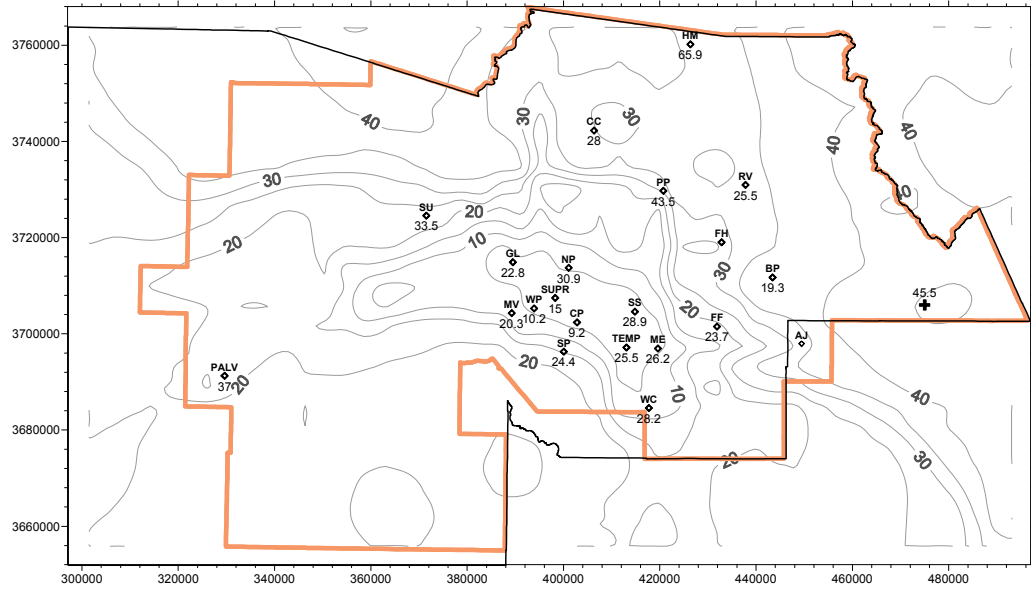 3760000
3740000
3720000
3700000
3680000
3660000
300000
320000
340000
360000
380000
400000
420000
440000
460000
480000
HM
65.9
40
30
30
CC
28
40
40
30
RV
25.5
PP
43.5
30
SU
33.5
20
20
10
FH
30
GL
22.8
NP
30.9
BP
19.3
45.5
SUPR
15
WP
10.2
MV
20.3
CP
9.2
SS
28.9
20
FF
23.7
SP
24.4
TEMP
25.5
ME
26.2
AJ
20
PALV
37
20
10
WC
28.2
40
20
30